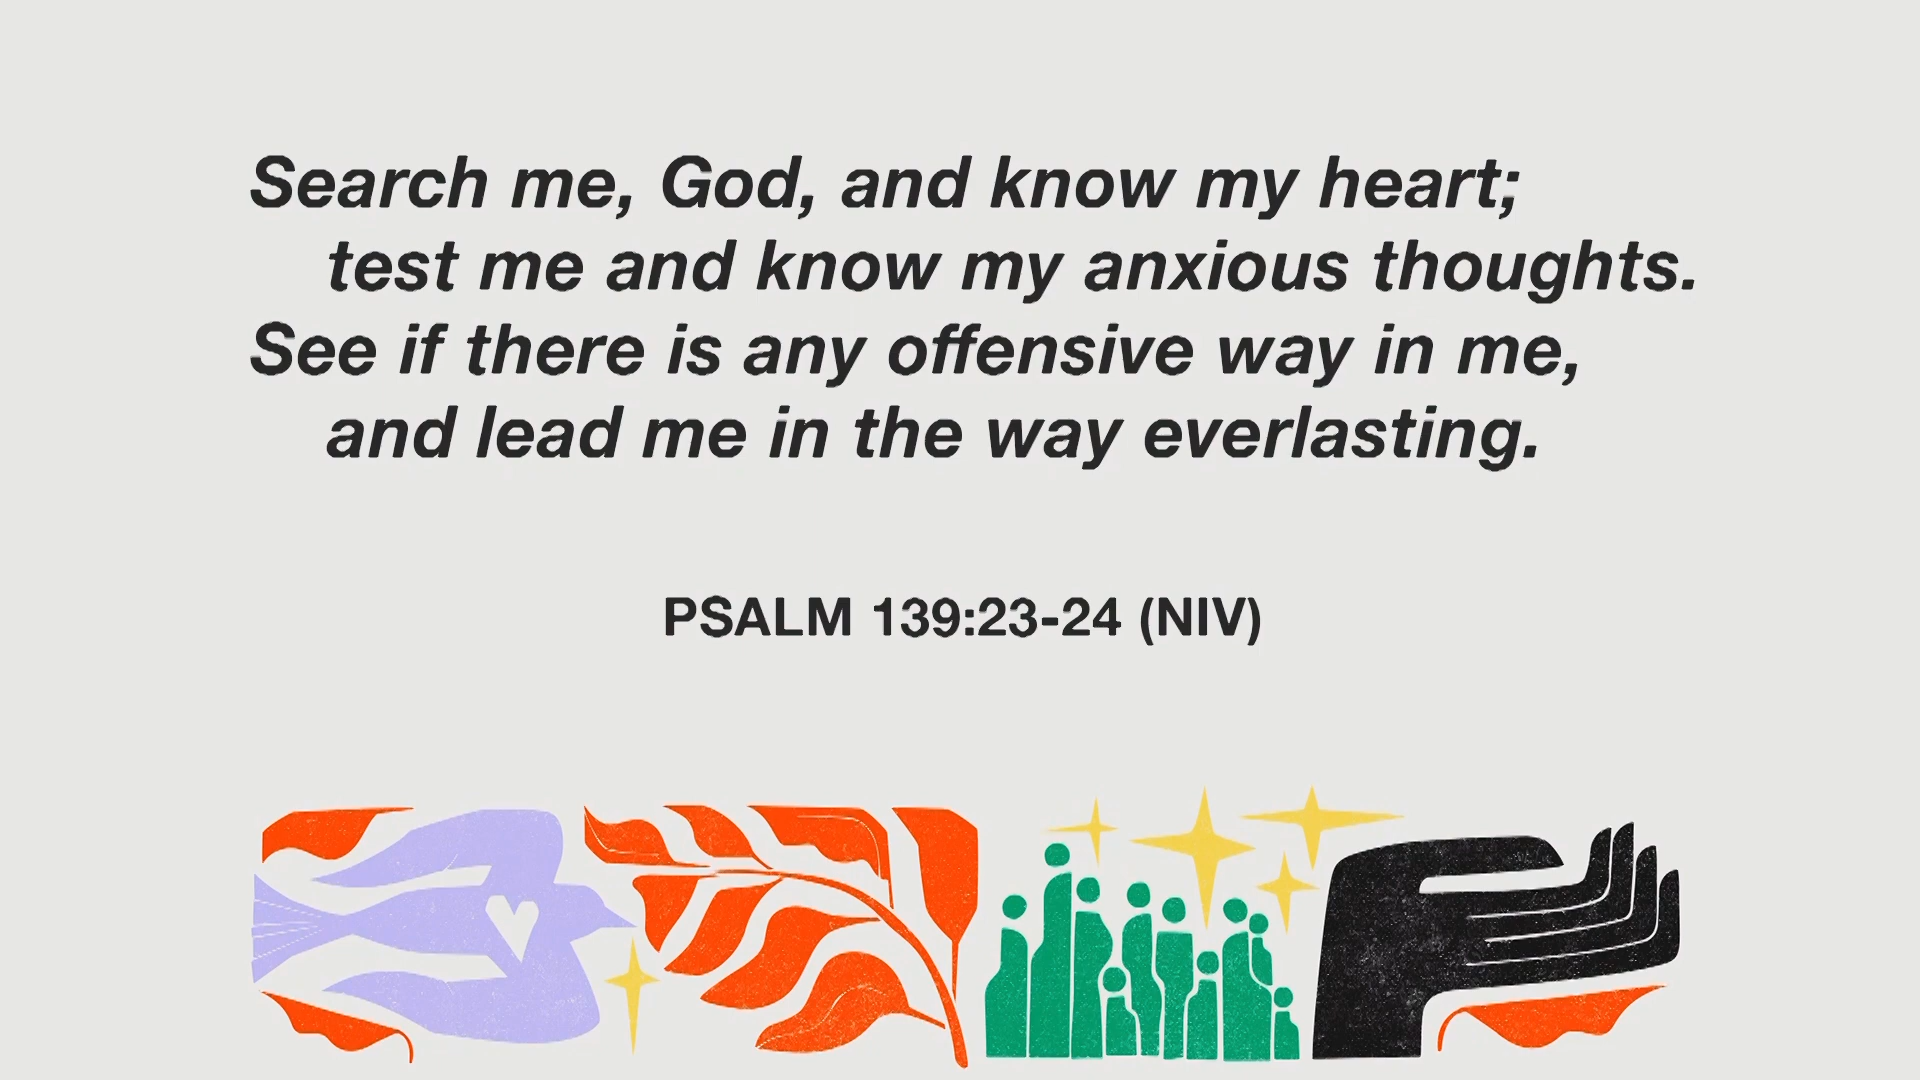 Search me, God, and know my heart;
test me and know my anxious thoughts.
See if there is any offensive way in me,
and lead me in the way everlasting.
PSALM 139:23-24 (NIV)